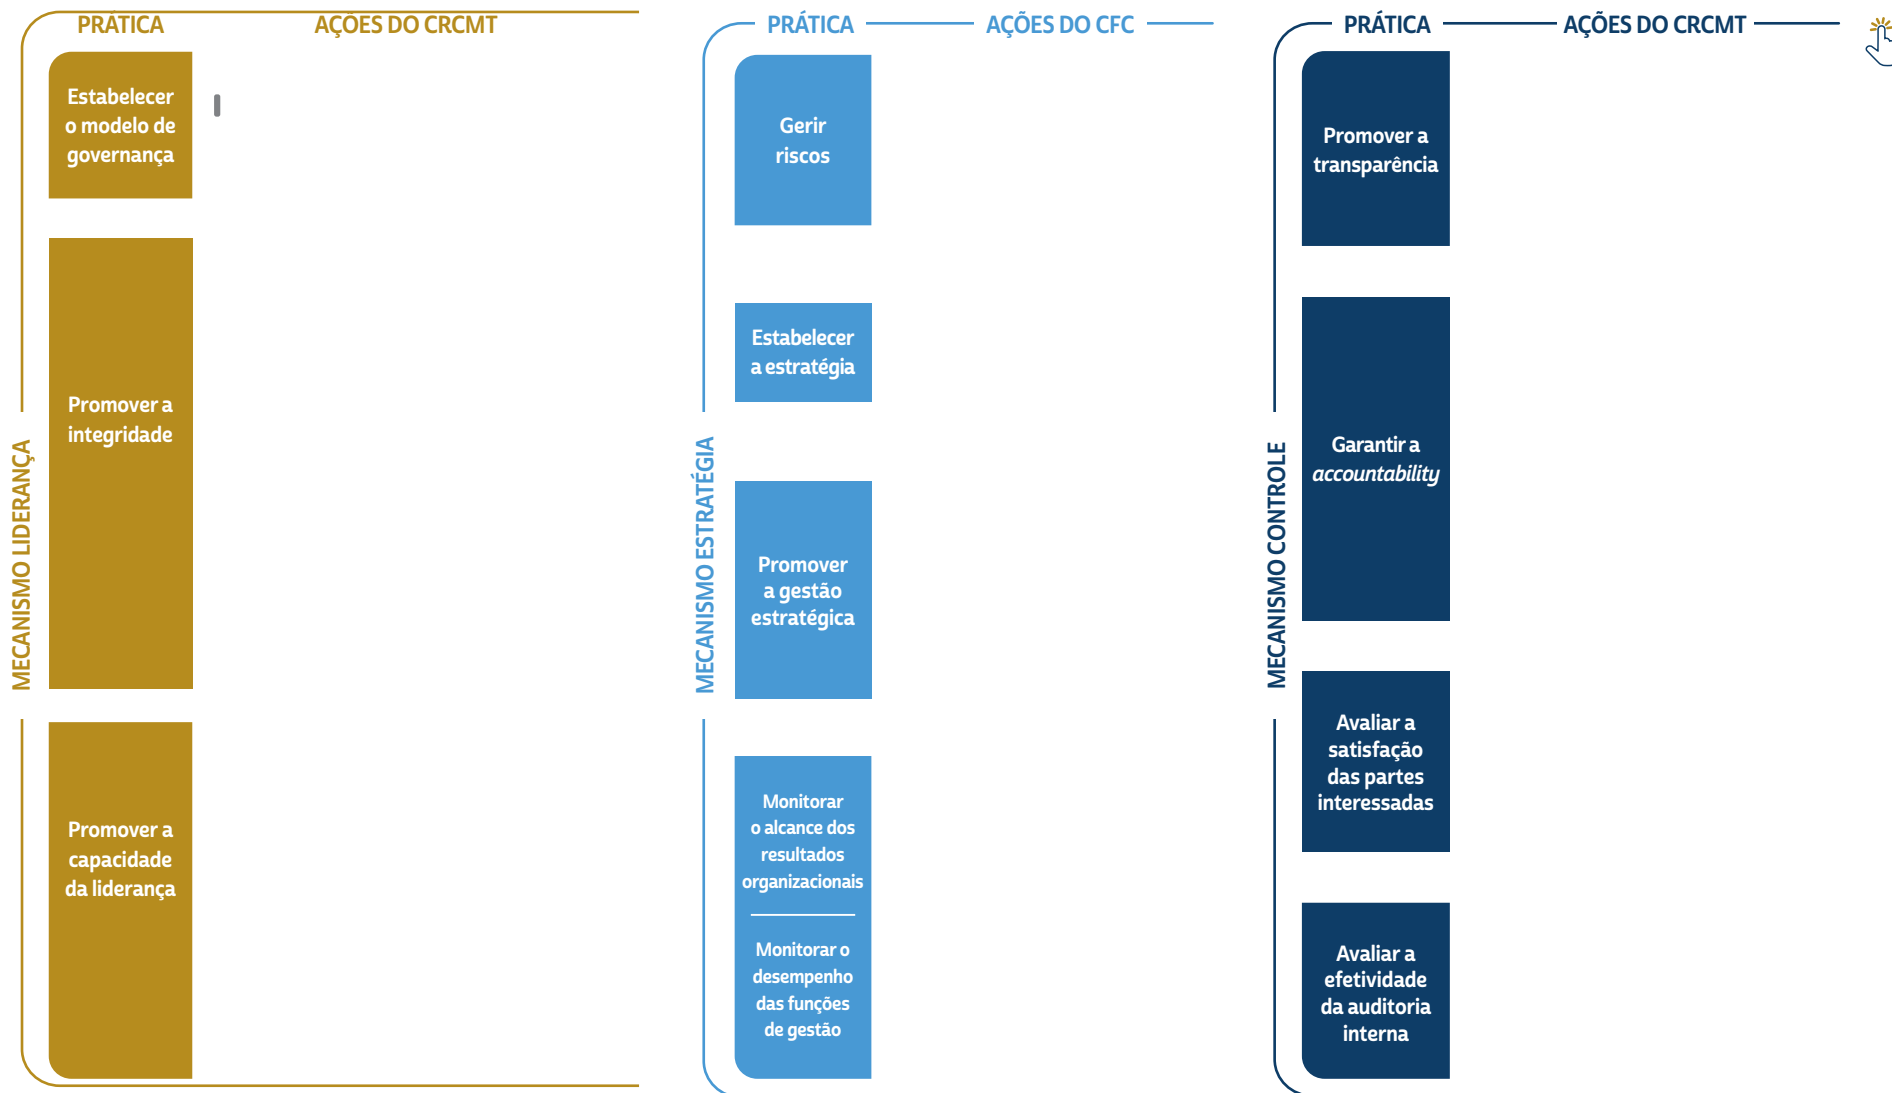 PRÁTICA
AÇÕES DO CRCMT
Estabelecer
o modelo de
governança
Promover a
integridade
Promover a
capacidade
da liderança
MECANISMO LIDERANÇA
PRÁTICA
AÇÕES DO CFC
Gerir
riscos
Estabelecer
a estratégia
Promover
a gestão
estratégica
Monitorar
o alcance dos
resultados
organizacionais
Monitorar o
desempenho
das funções
de gestão
MECANISMO ESTRATÉGIA
PRÁTICA
AÇÕES DO CRCMT
Promover a
transparência
Garantir a
accountability
Avaliar a
satisfação
das partes
interessadas
Avaliar a
efetividade
da auditoria
interna
MECANISMO CONTROLE